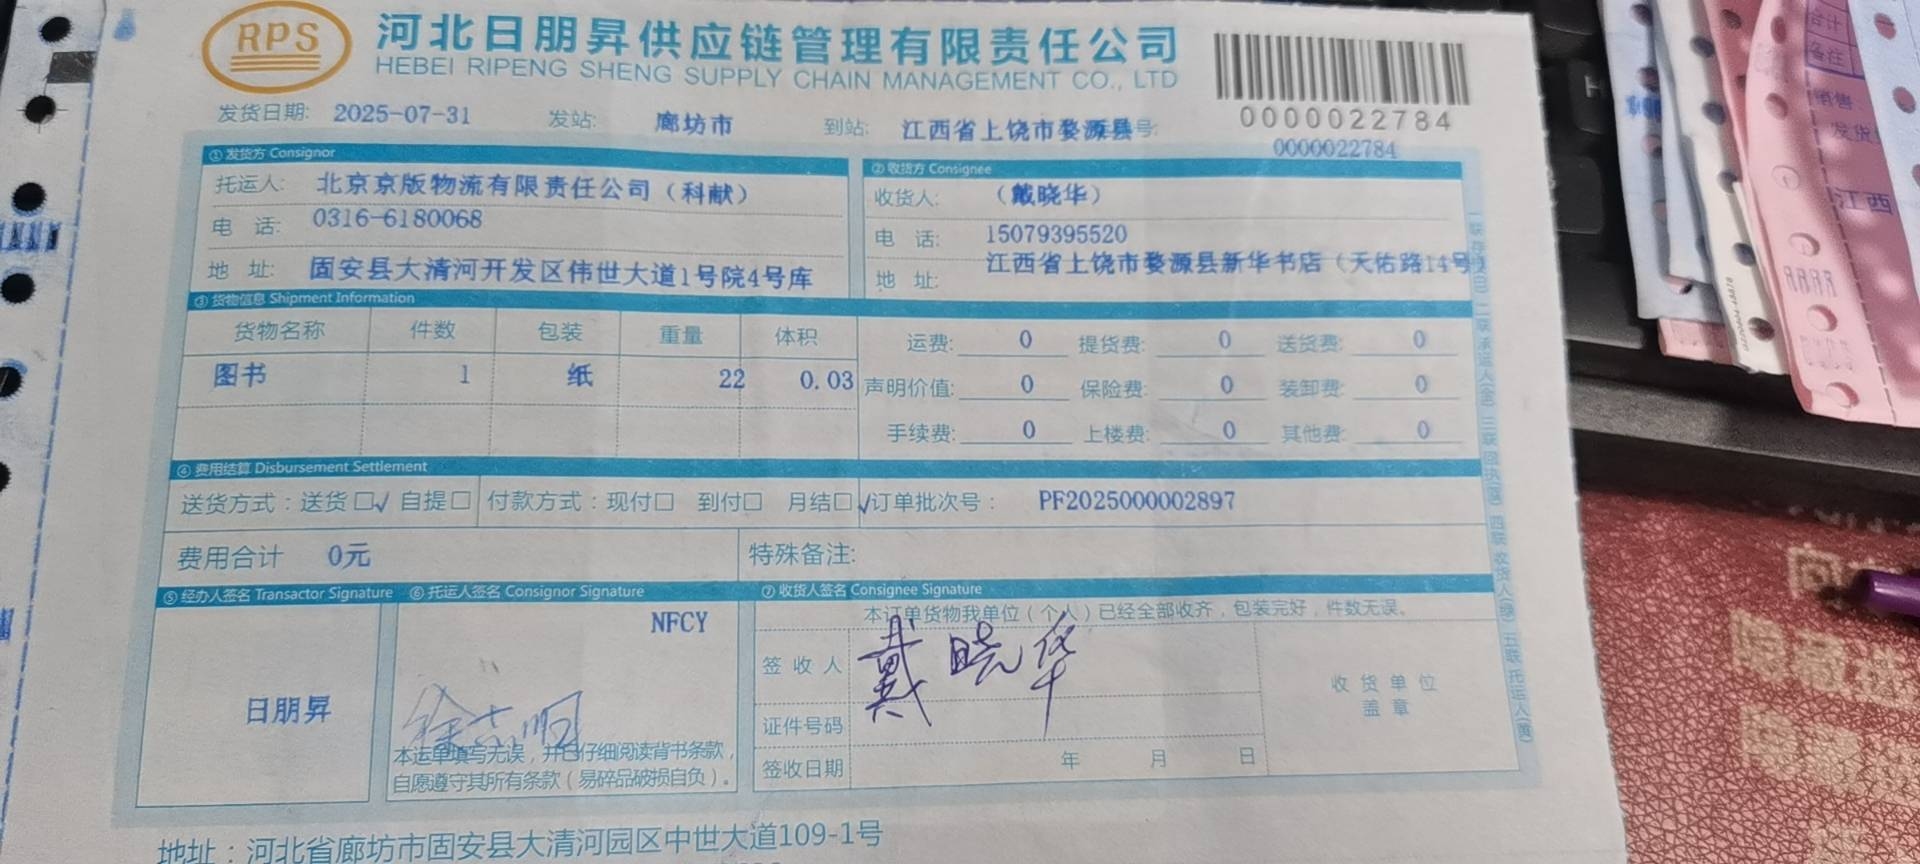 RPS
河北日朋昇供应链管理有限责任公司
HEBEI RIPENG SHENG SUPPLY CHAIN MANAGEMENT CO., LTD
0000022784
发货日期: 2025-07-31 发站: 廊坊市 到站: 江西省上饶市婺源县 号:
0000022784
① 发货方 Consignor
托运人: 北京京版物流有限责任公司（科献）
电 话: 0316-6180068
地 址: 固安县大清河开发区伟世大道1号院4号库
② 收货方 Consignee
收货人: （戴晓华）
电 话: 15079395520
地 址: 江西省上饶市婺源县新华书店（天佑路14号
③ 货物信息 Shipment Information
货物名称 件数 包装 重量 体积
图书 1 纸 22 0.03
运费: 0 提货费: 0 送货费: 0
声明价值: 0 保险费: 0 装卸费: 0
手续费: 0 上楼费: 0 其他费: 0
④ 费用结算 Disbursement Settlement
送货方式：送货☐√ 自提☐ 付款方式：现付☐ 到付☐ 月结☐√ 订单批次号： PF2025000002897
费用合计 0元 特殊备注:
⑤ 经办人签名 Transactor Signature
日朋昇
⑥ 托运人签名 Consignor Signature
NFCY
本运单填写无误，并已仔细阅读背书条款，
自愿遵守其所有条款（易碎品破损自负）。
⑦ 收货人签名 Consignee Signature
本订单货物我单位（个人）已经全部收齐，包装完好，件数无误。
签 收 人 戴晓华
证件号码
签收日期 年 月 日
收 货 单 位
盖 章
地址：河北省廊坊市固安县大清河园区中世大道109-1号
合计
备注
江西